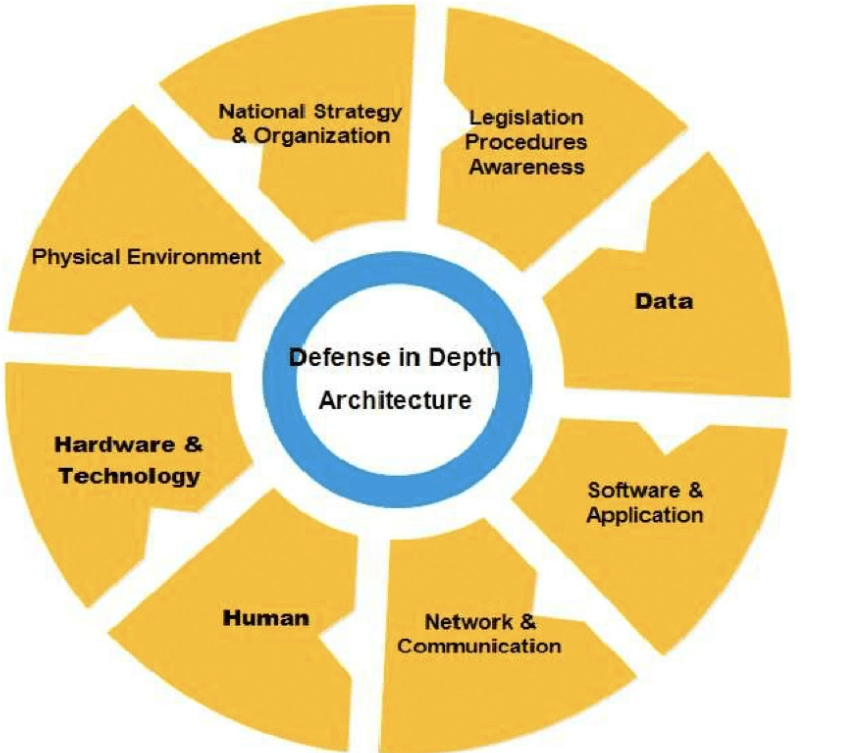 National Strategy
& Organization
Legislation
Procedures
Awareness
Physical Environment
Data
Defense in Depth
Architecture
Hardware &
Technology
Software &
Application
Human
Network &
Communication